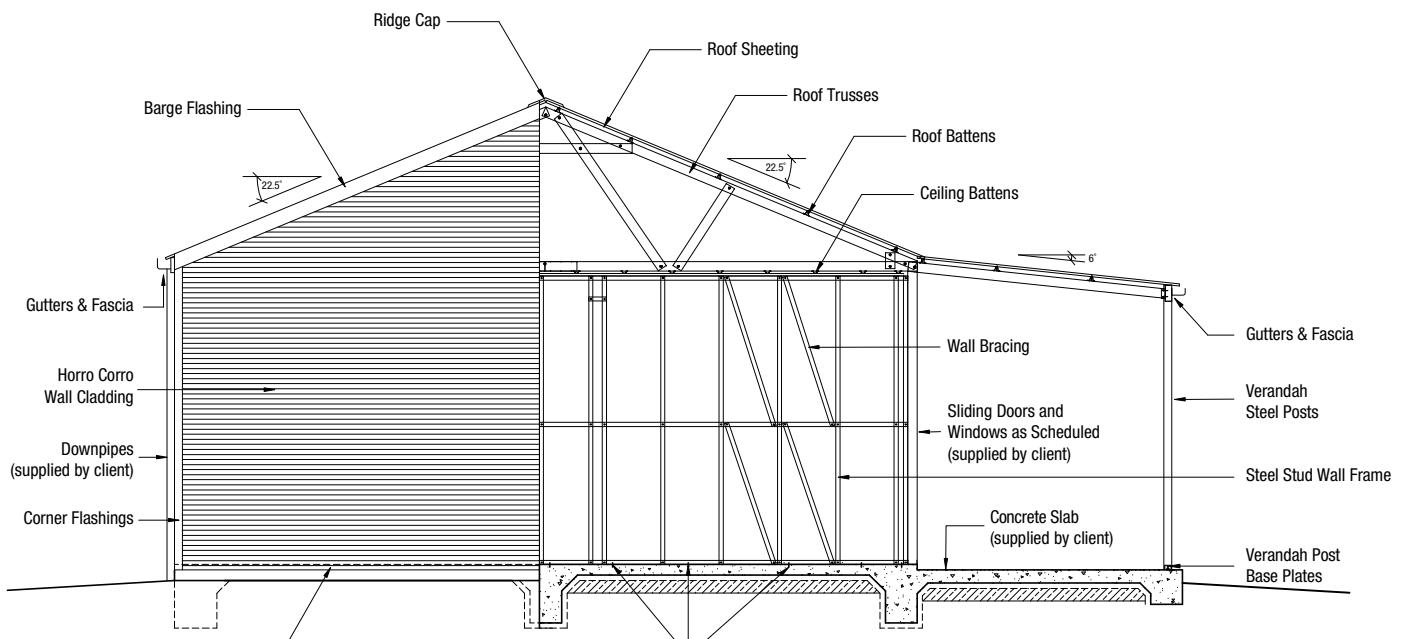 Ridge Cap
Roof Sheeting
Barge Flashing
Roof Trusses
Roof Battens
22.5°
22.5°
Ceiling Battens
6°
Gutters & Fascia
Gutters & Fascia
Wall Bracing
Horro Corro
Wall Cladding
Verandah
Steel Posts
Sliding Doors and
Windows as Scheduled
(supplied by client)
Downpipes
(supplied by client)
Steel Stud Wall Frame
Corner Flashings
Concrete Slab
(supplied by client)
Verandah Post
Base Plates